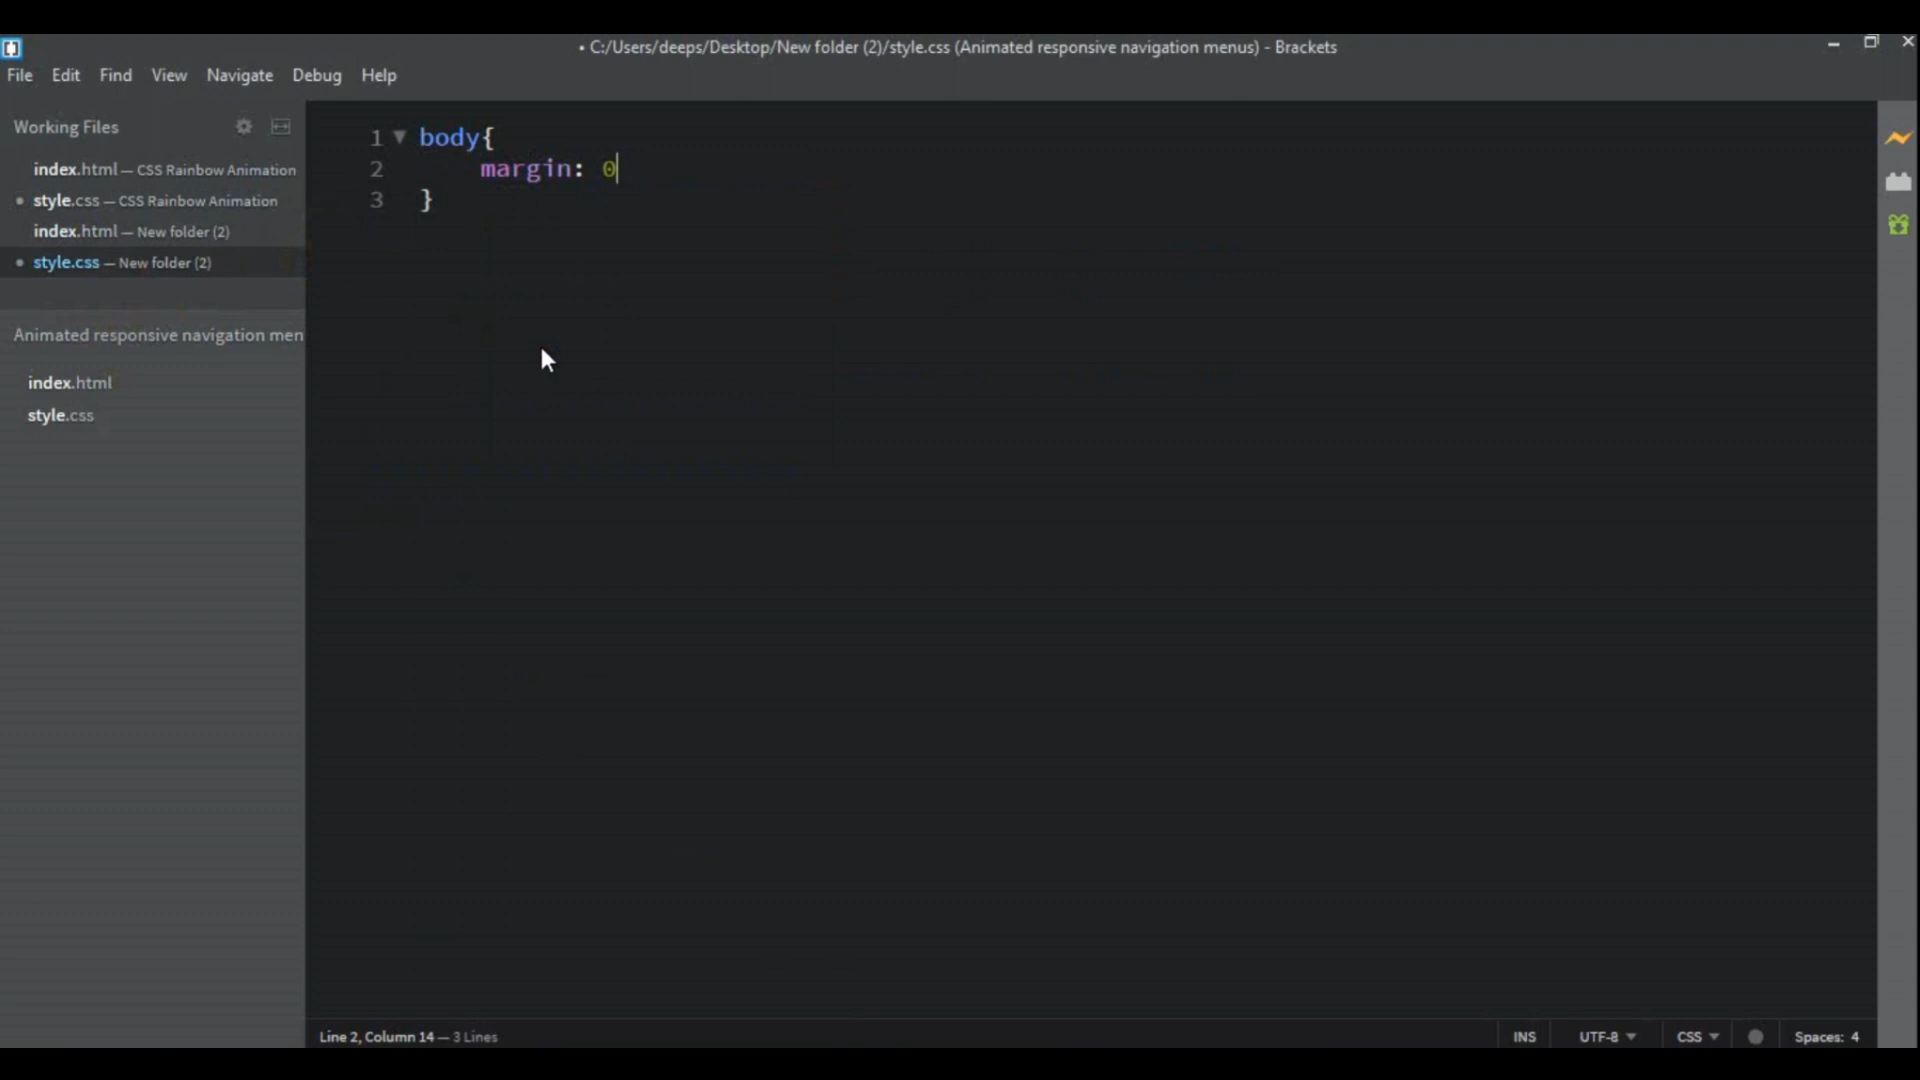 • C:/Users/deeps/Desktop/New folder (2)/style.css (Animated responsive navigation menus) - Brackets
File Edit Find View Navigate Debug Help
Working Files
index.html — CSS Rainbow Animation
• style.css — CSS Rainbow Animation
index.html — New folder (2)
• style.css — New folder (2)
Animated responsive navigation men
index.html
style.css
1 body{
2 margin: 0
3 }
Line 2, Column 14 — 3 Lines
INS UTF-8 CSS Spaces: 4